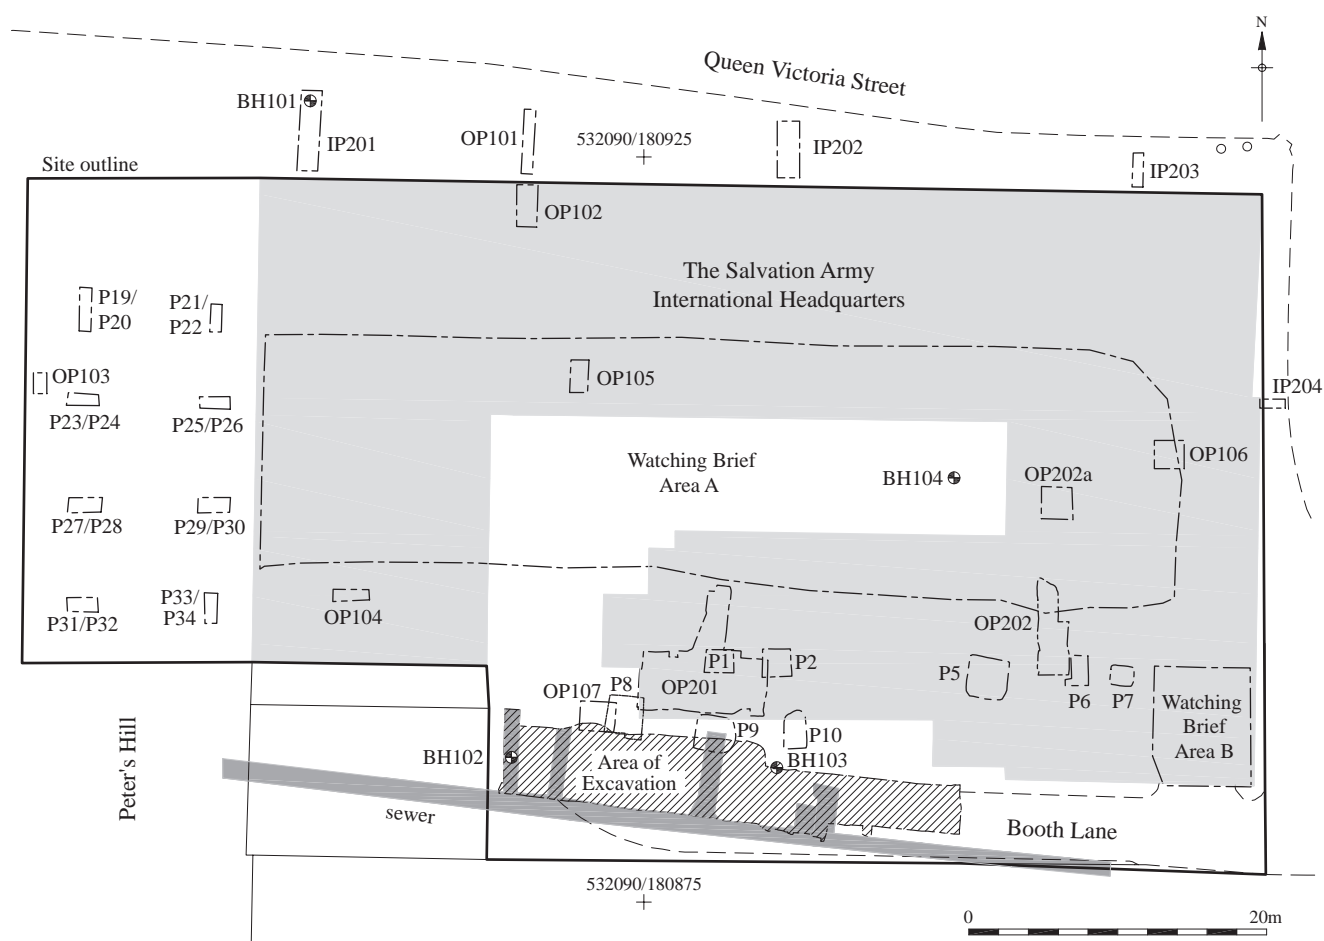 N
Queen Victoria Street
BH101
IP201
OP101
532090/180925
IP202
IP203
Site outline
OP102
The Salvation Army
International Headquarters
P19/
P20
P21/
P22
OP103
OP105
IP204
P23/P24
P25/P26
Watching Brief
Area A
BH104
OP106
OP202a
P27/P28
P29/P30
P33/
P34
P31/P32
OP104
OP202
P1
P2
P5
P6
P7
OP201
OP107
P8
P9
P10
Watching
Brief
Area B
BH102
Area of
Excavation
BH103
Peter's Hill
sewer
Booth Lane
532090/180875
0
20m